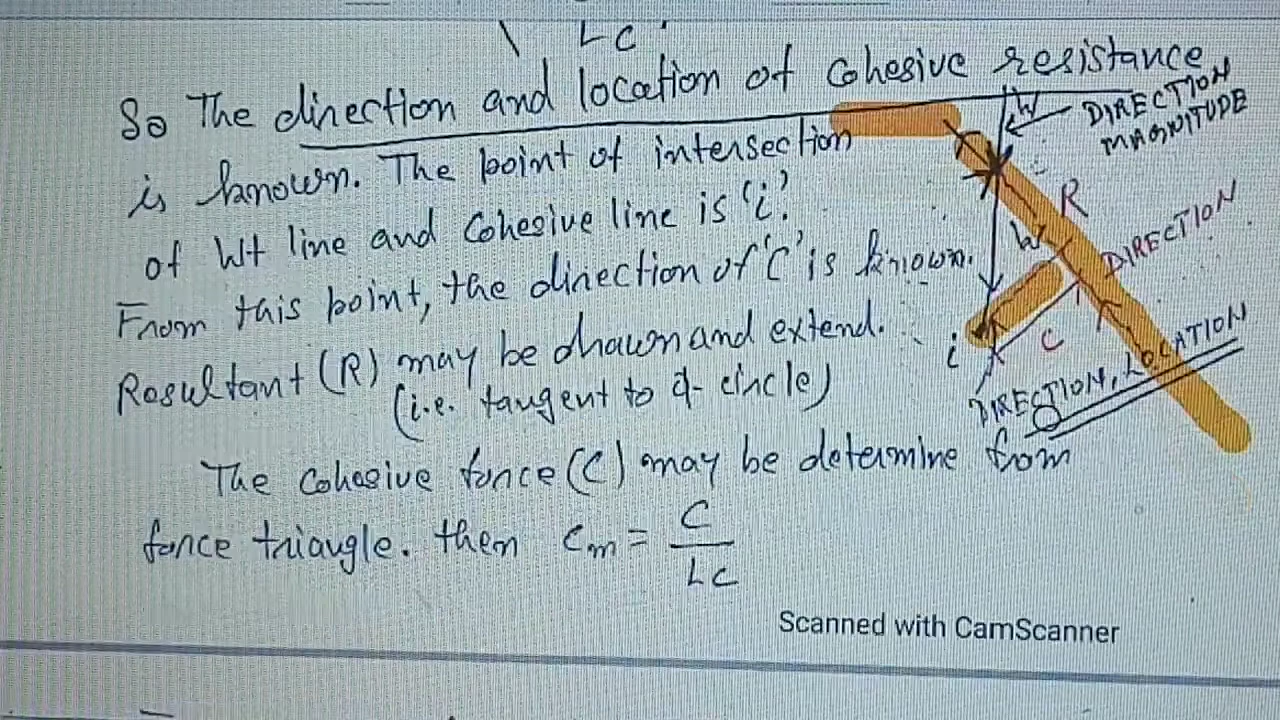 Lc
So The direction and location of cohesive resistance
is known. The point of intersection
of Wt line and Cohesive line is 'i'.
From this point, the direction of 'C' is known.
Resultant (R) may be drawn and extend.
(i.e. tangent to φ- circle)
The cohesive force (C) may be determine from
force triangle. then Cm = C / Lc
W
DIRECTION
MAGNITUDE
R
DIRECTION
W
i
C
DIRECTION, LOCATION
Scanned with CamScanner